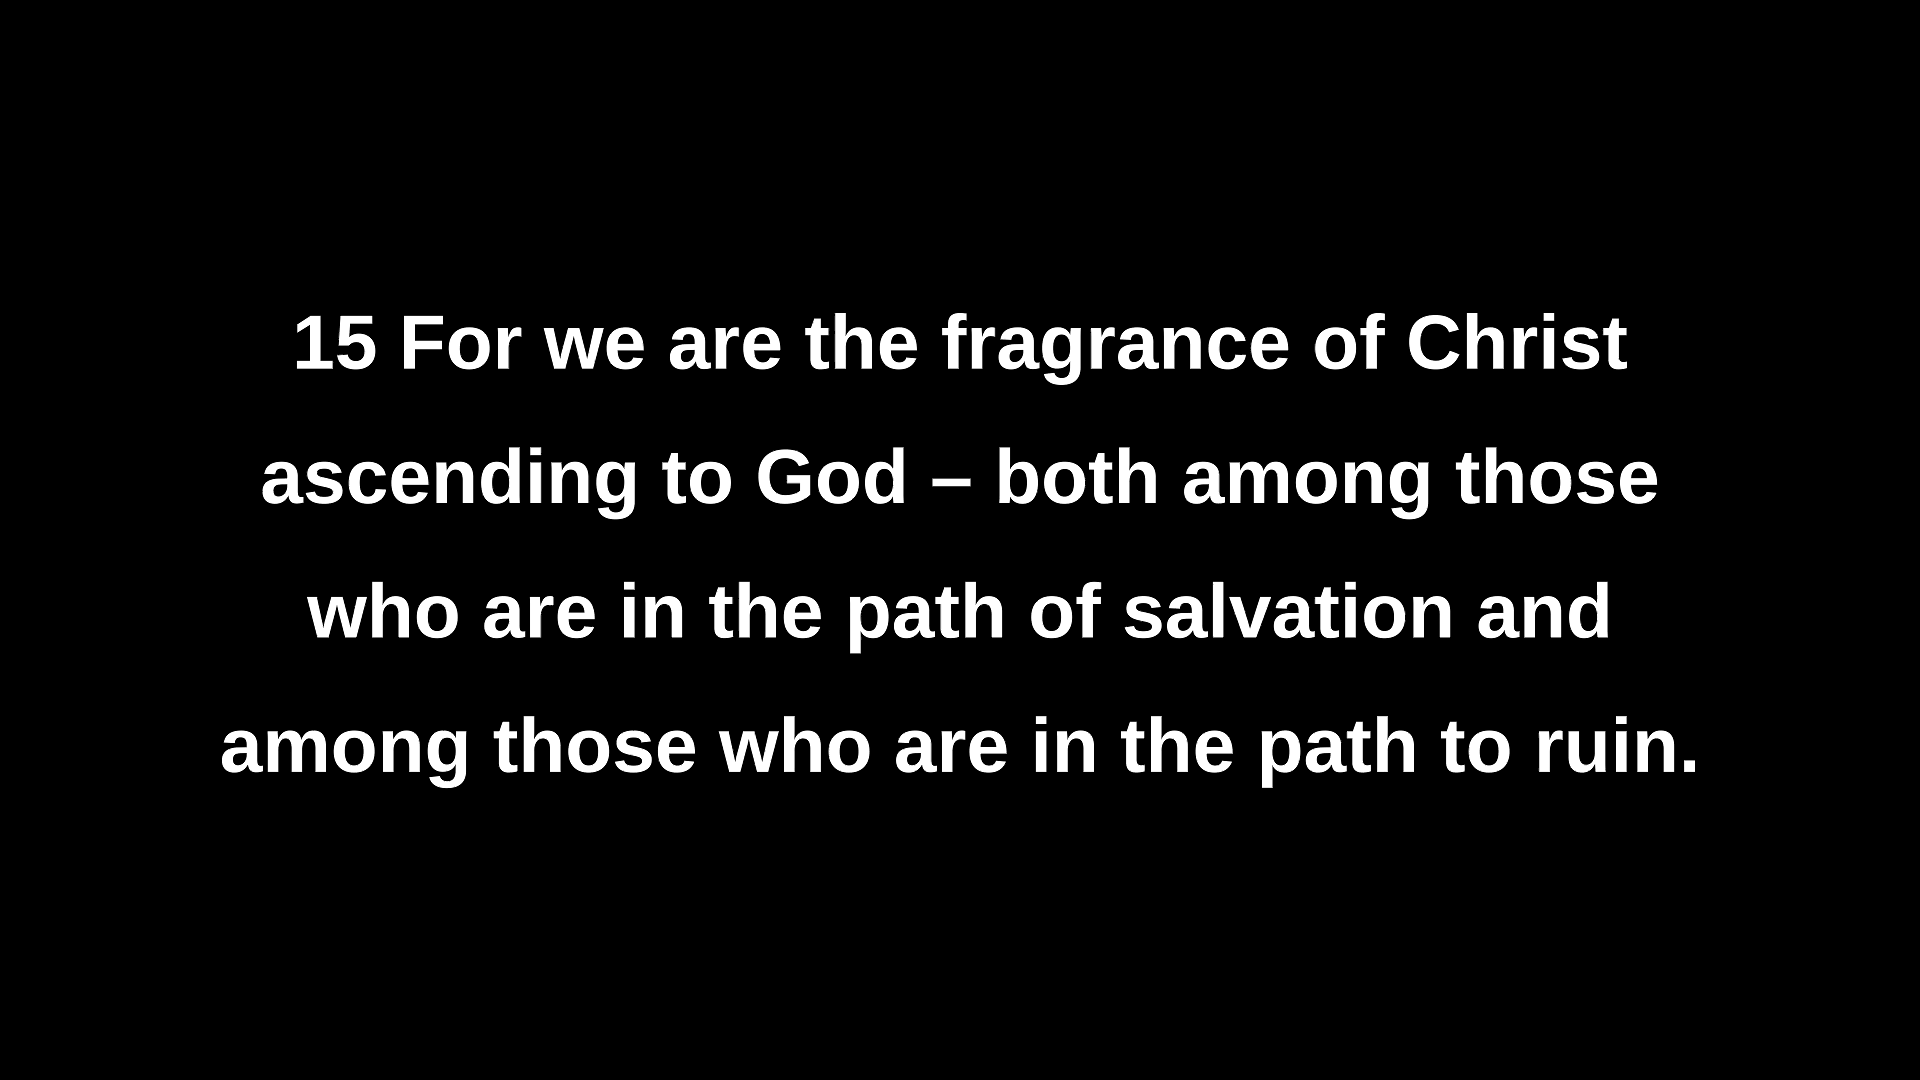 15 For we are the fragrance of Christ
ascending to God – both among those
who are in the path of salvation and
among those who are in the path to ruin.